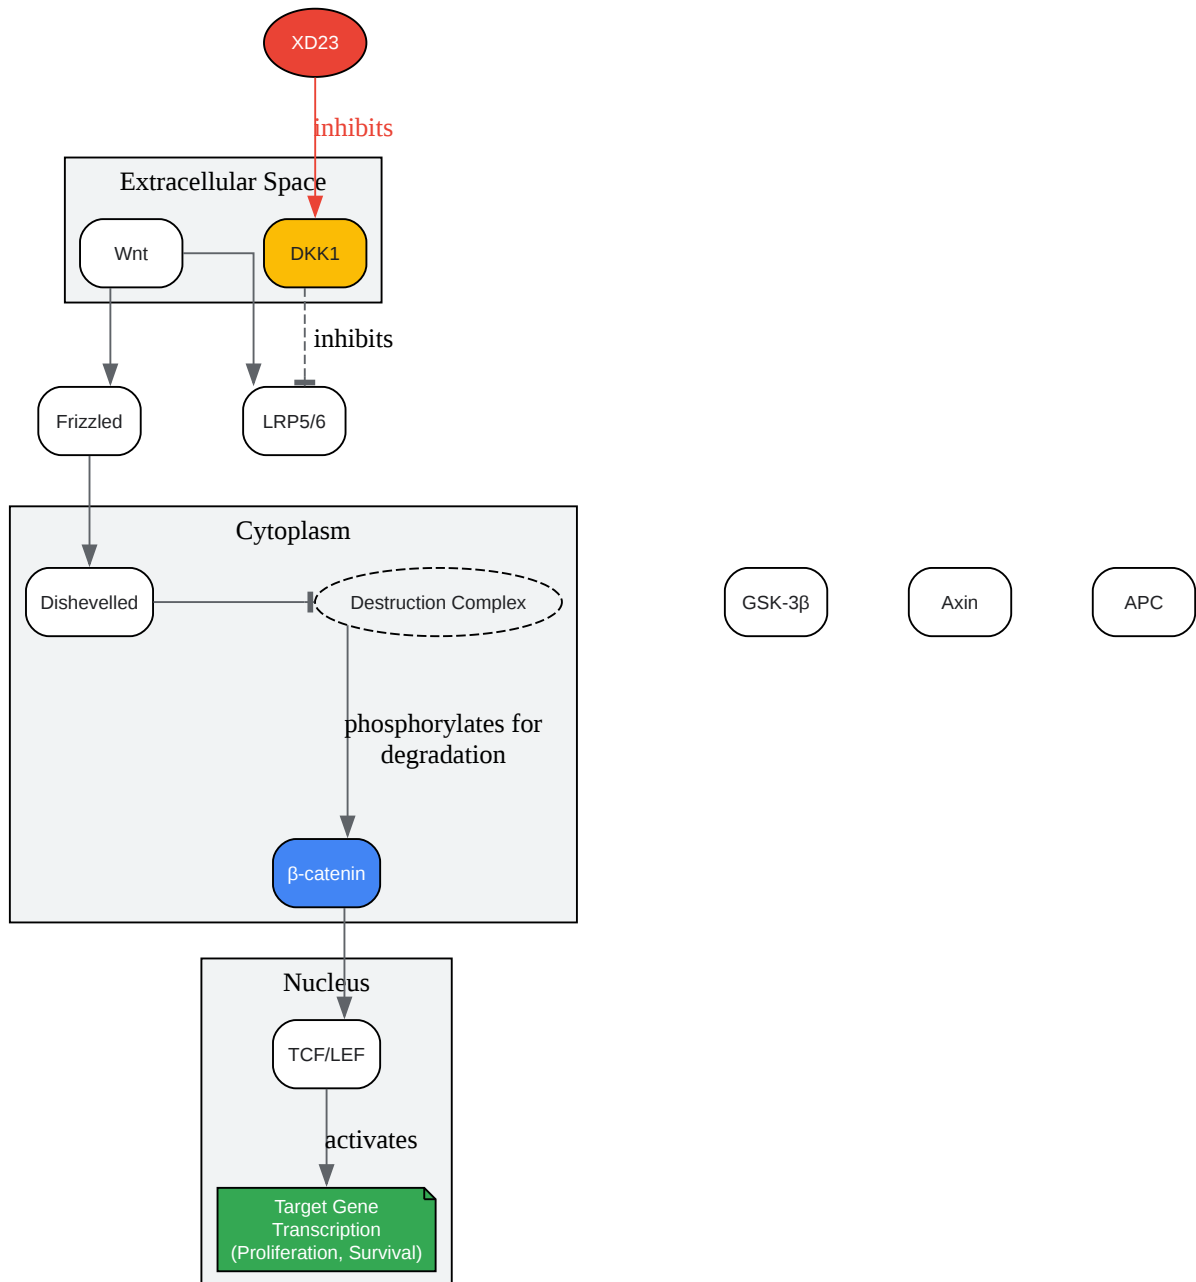 XD23
inhibits
Extracellular Space
Wnt
DKK1
inhibits
Frizzled
LRP5/6
Cytoplasm
Dishevelled
Destruction Complex
GSK-3β
Axin
APC
phosphorylates for
degradation
β-catenin
Nucleus
TCF/LEF
activates
Target Gene
Transcription
(Proliferation, Survival)